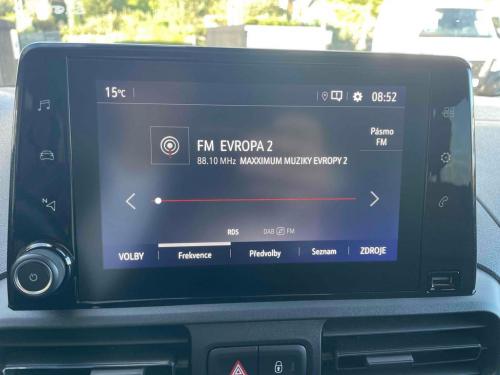 15°C
08:52
Pásmo
FM
FM EVROPA 2
88.10 MHz MAXXIMUM MUZIKY EVROPY 2
N
RDS DAB FM
VOLBY Frekvence Předvolby Seznam ZDROJE